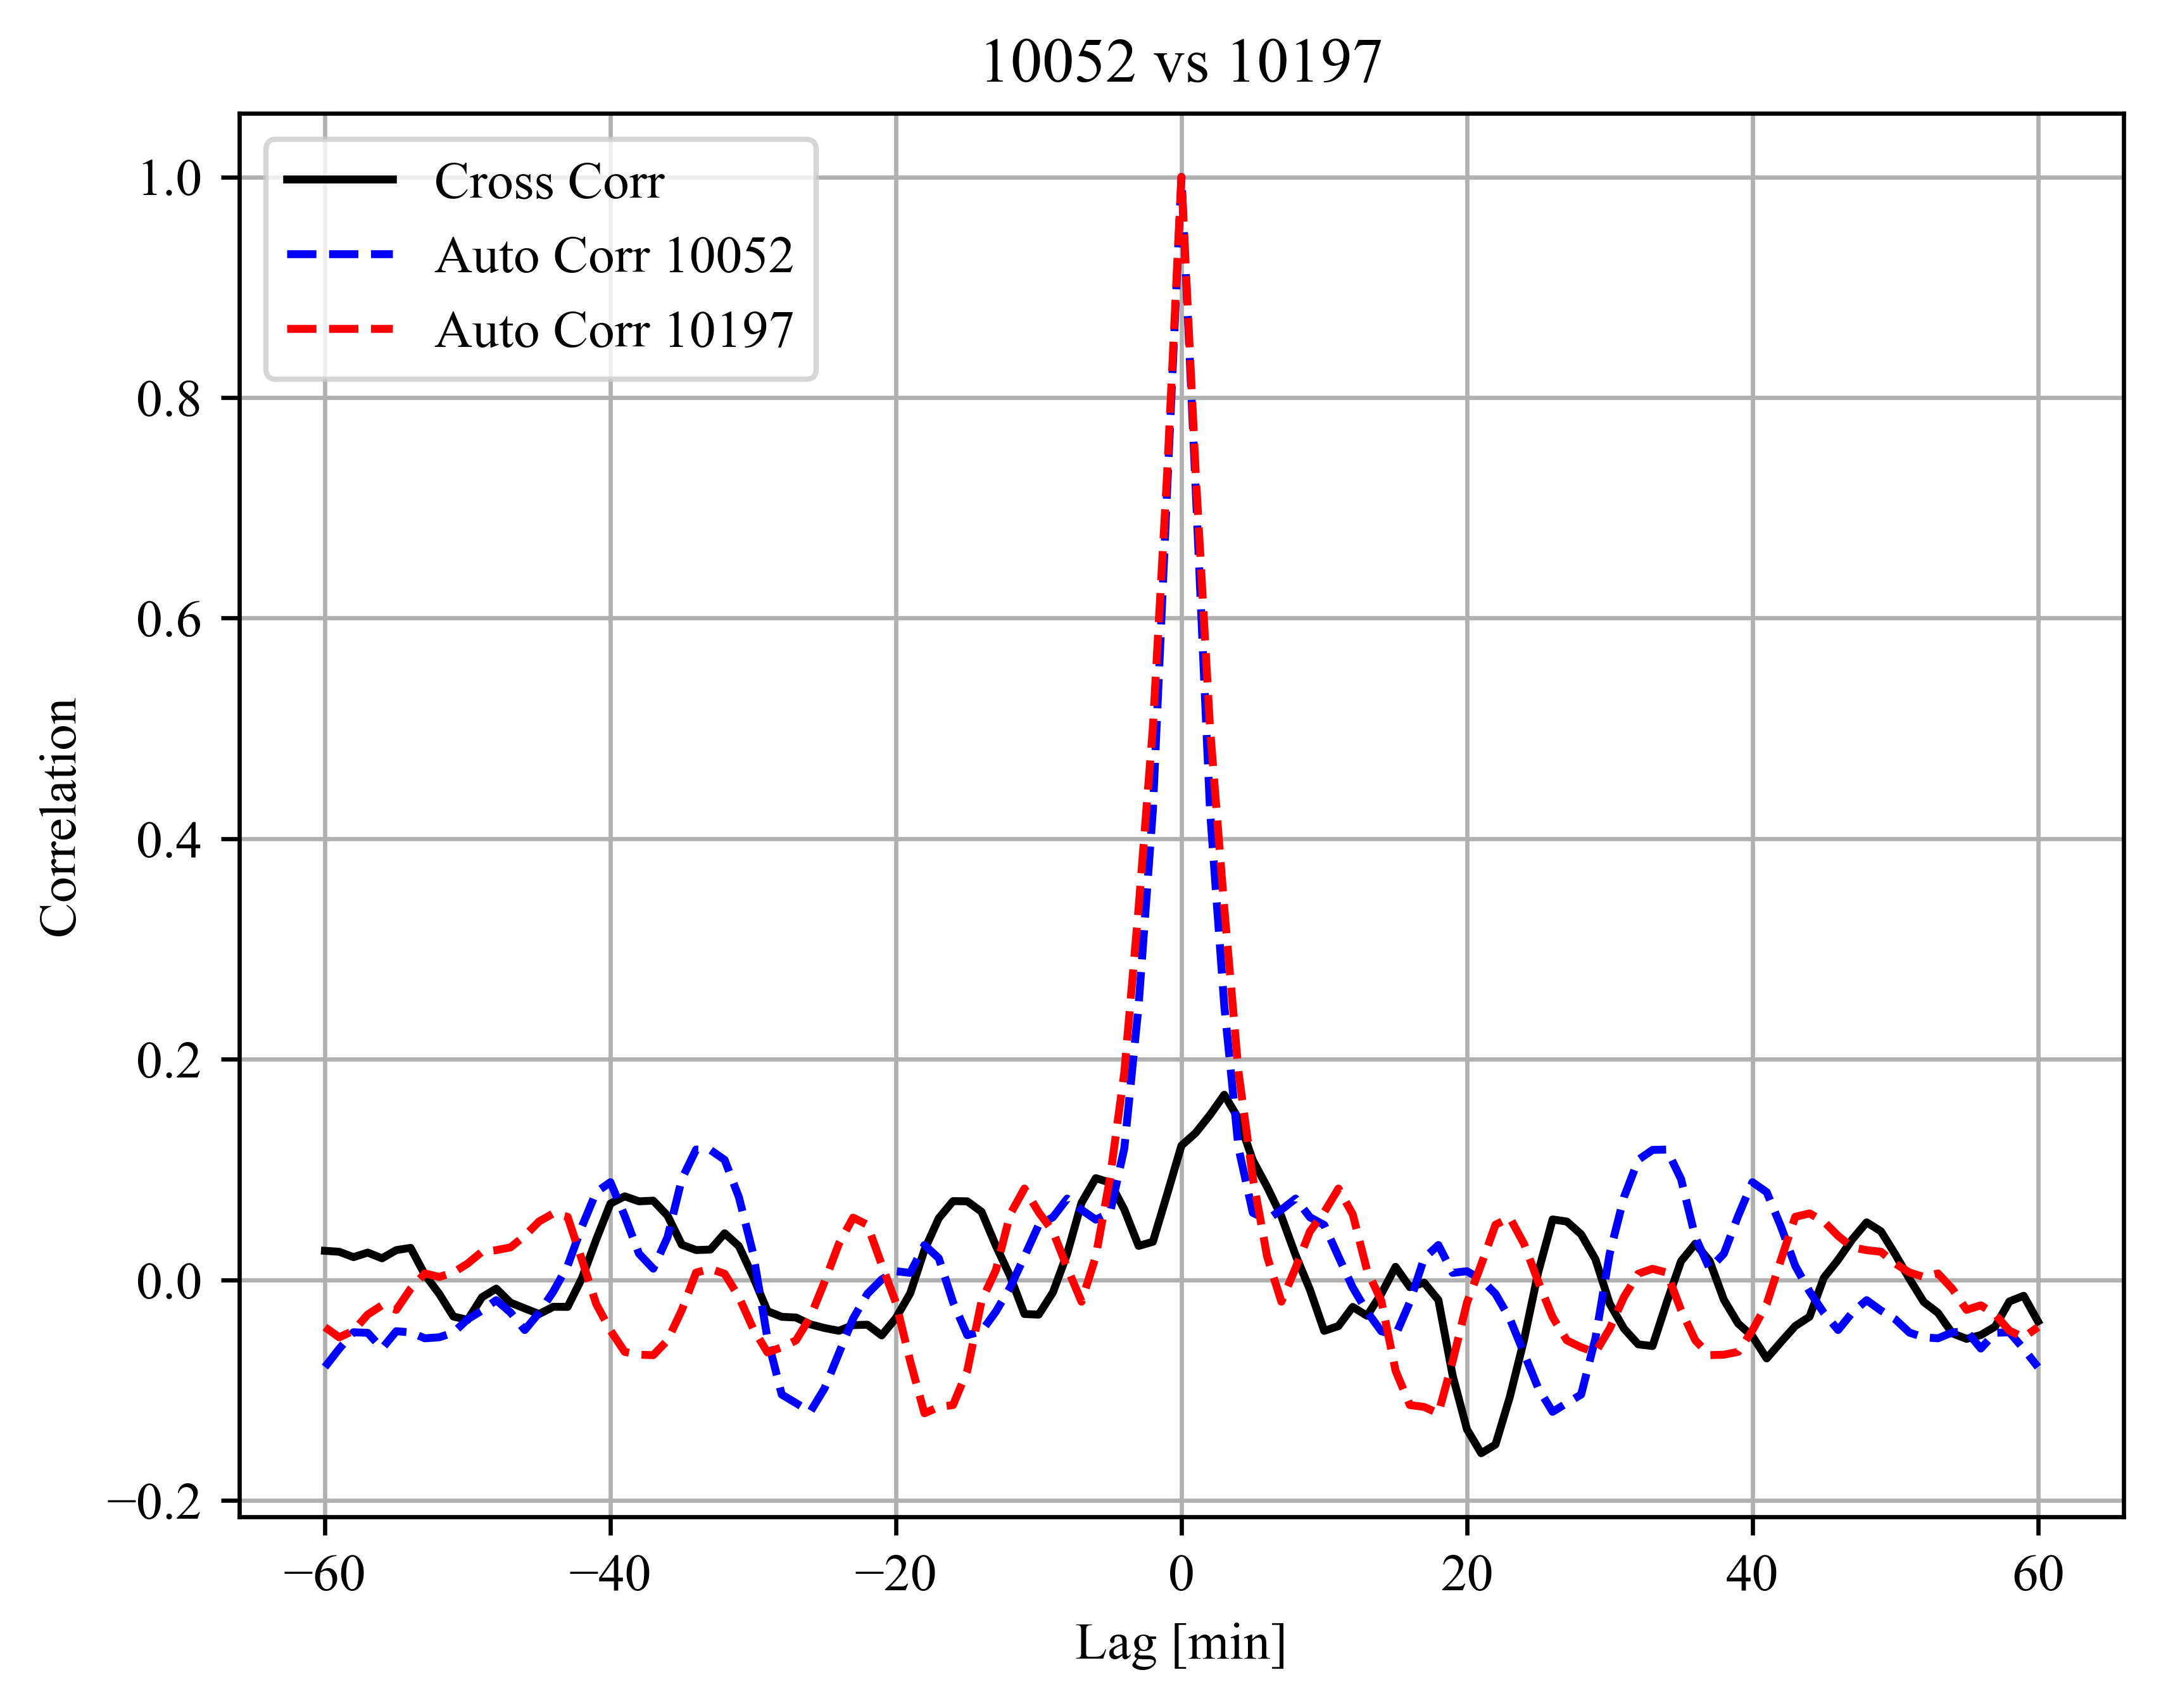 10052 vs 10197
Cross Corr
Auto Corr 10052
Auto Corr 10197
1.0
0.8
0.6
0.4
0.2
0.0
−0.2
Correlation
−60
−40
−20
0
20
40
60
Lag [min]